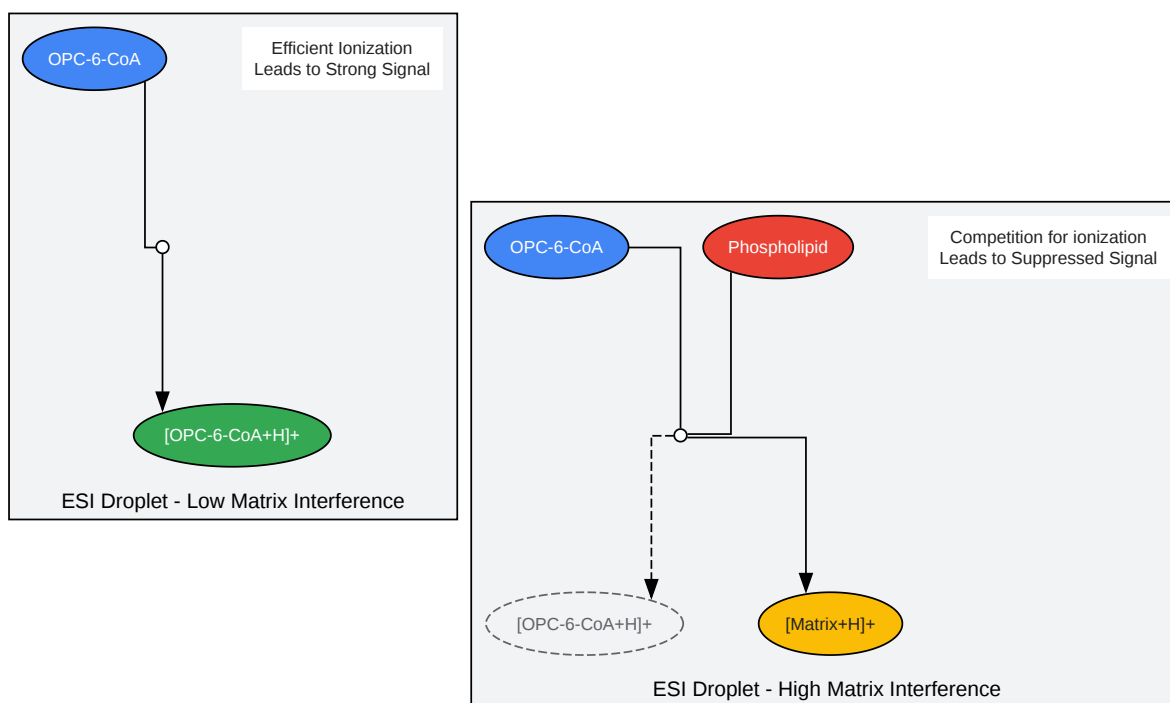 OPC-6-CoA
Efficient Ionization
Leads to Strong Signal
[OPC-6-CoA+H]+
ESI Droplet - Low Matrix Interference
OPC-6-CoA
Phospholipid
Competition for ionization
Leads to Suppressed Signal
[OPC-6-CoA+H]+
[Matrix+H]+
ESI Droplet - High Matrix Interference